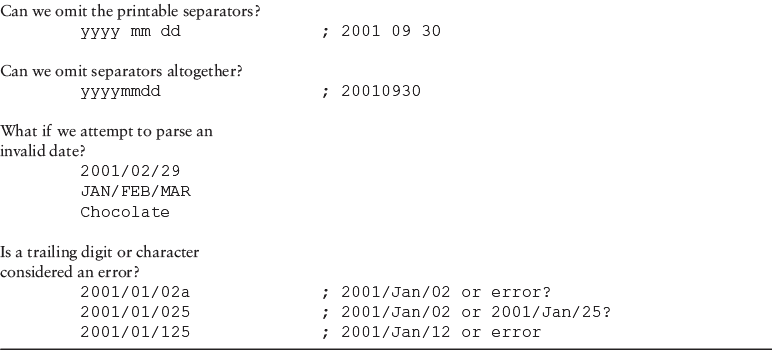 Can we omit the printable separators?
yyyy mm dd ; 2001 09 30
Can we omit separators altogether?
yyyymmdd ; 20010930
What if we attempt to parse an
invalid date?
2001/02/29
JAN/FEB/MAR
Chocolate
Is a trailing digit or character
considered an error?
2001/01/02a ; 2001/Jan/02 or error?
2001/01/025 ; 2001/Jan/02 or 2001/Jan/25?
2001/01/125 ; 2001/Jan/12 or error